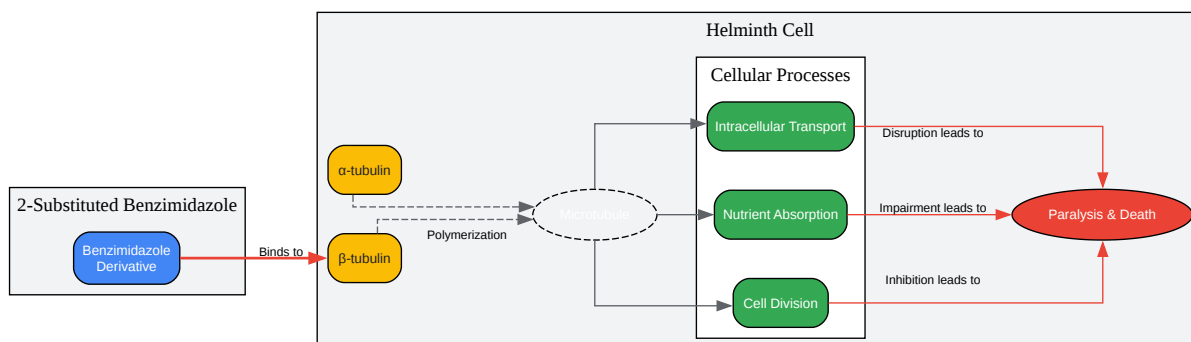 Helminth Cell
Cellular Processes
Intracellular Transport
Disruption leads to
α-tubulin
2-Substituted Benzimidazole
Microtubule
Nutrient Absorption
Impairment leads to
Paralysis & Death
Polymerization
Benzimidazole
Derivative
Binds to
β-tubulin
Inhibition leads to
Cell Division